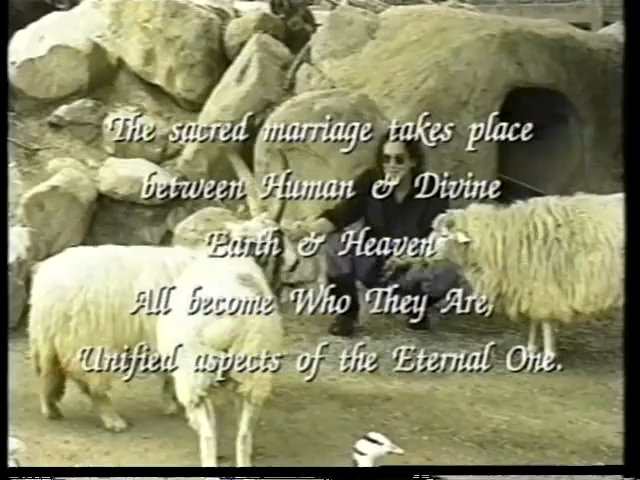 The sacred marriage takes place
between Human & Divine
Earth & Heaven
All become Who They Are,
Unified aspects of the Eternal One.